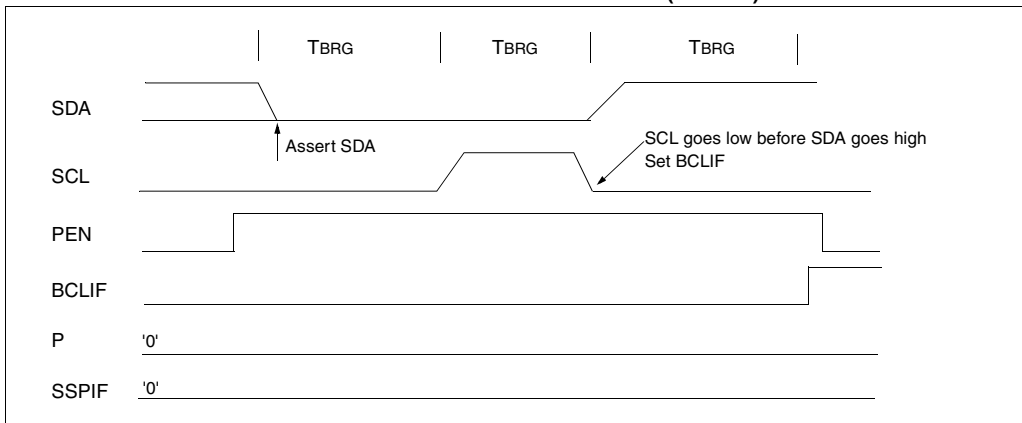 TBRG TBRG TBRG
SDA
Assert SDA
SCL goes low before SDA goes high
Set BCLIF
SCL
PEN
BCLIF
P '0'
SSPIF '0'